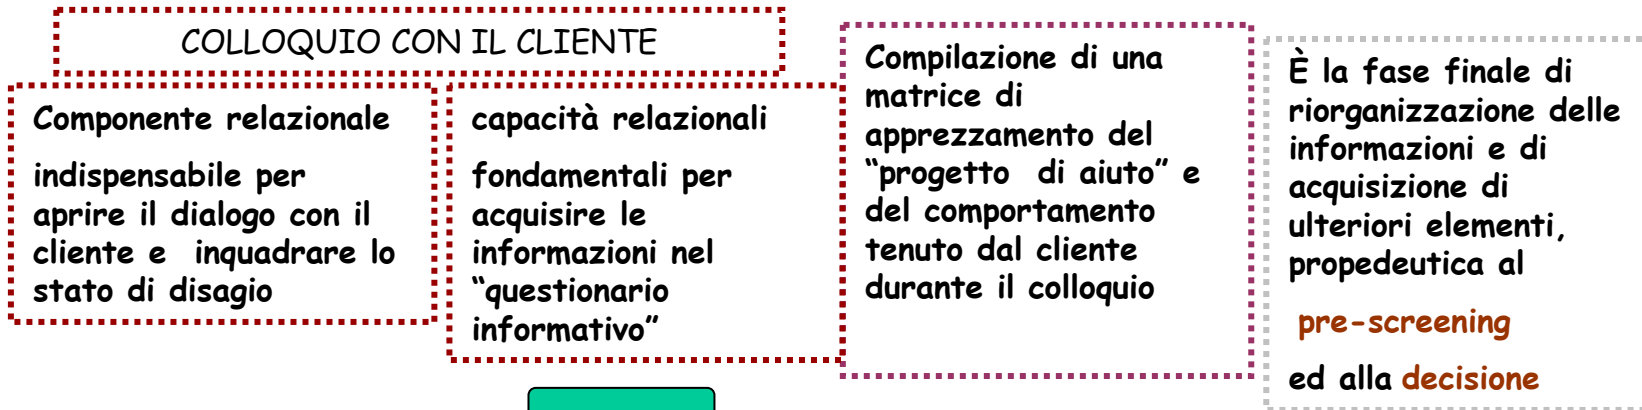 COLLOQUIO CON IL CLIENTE
Componente relazionale
indispensabile per
aprire il dialogo con il
cliente e inquadrare lo
stato di disagio
capacità relazionali
fondamentali per
acquisire le
informazioni nel
“questionario
informativo”
Compilazione di una
matrice di
apprezzamento del
“progetto di aiuto” e
del comportamento
tenuto dal cliente
durante il colloquio
È la fase finale di
riorganizzazione delle
informazioni e di
acquisizione di
ulteriori elementi,
propedeutica al
pre-screening
ed alla decisione